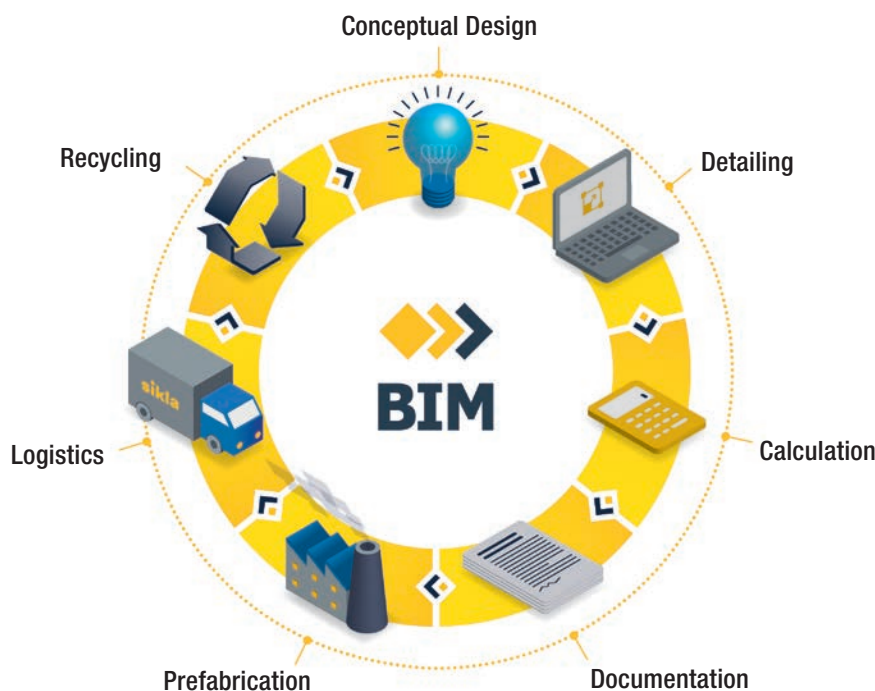 Conceptual Design
Recycling
Detailing
sikla
BIM
Logistics
Calculation
Prefabrication
Documentation